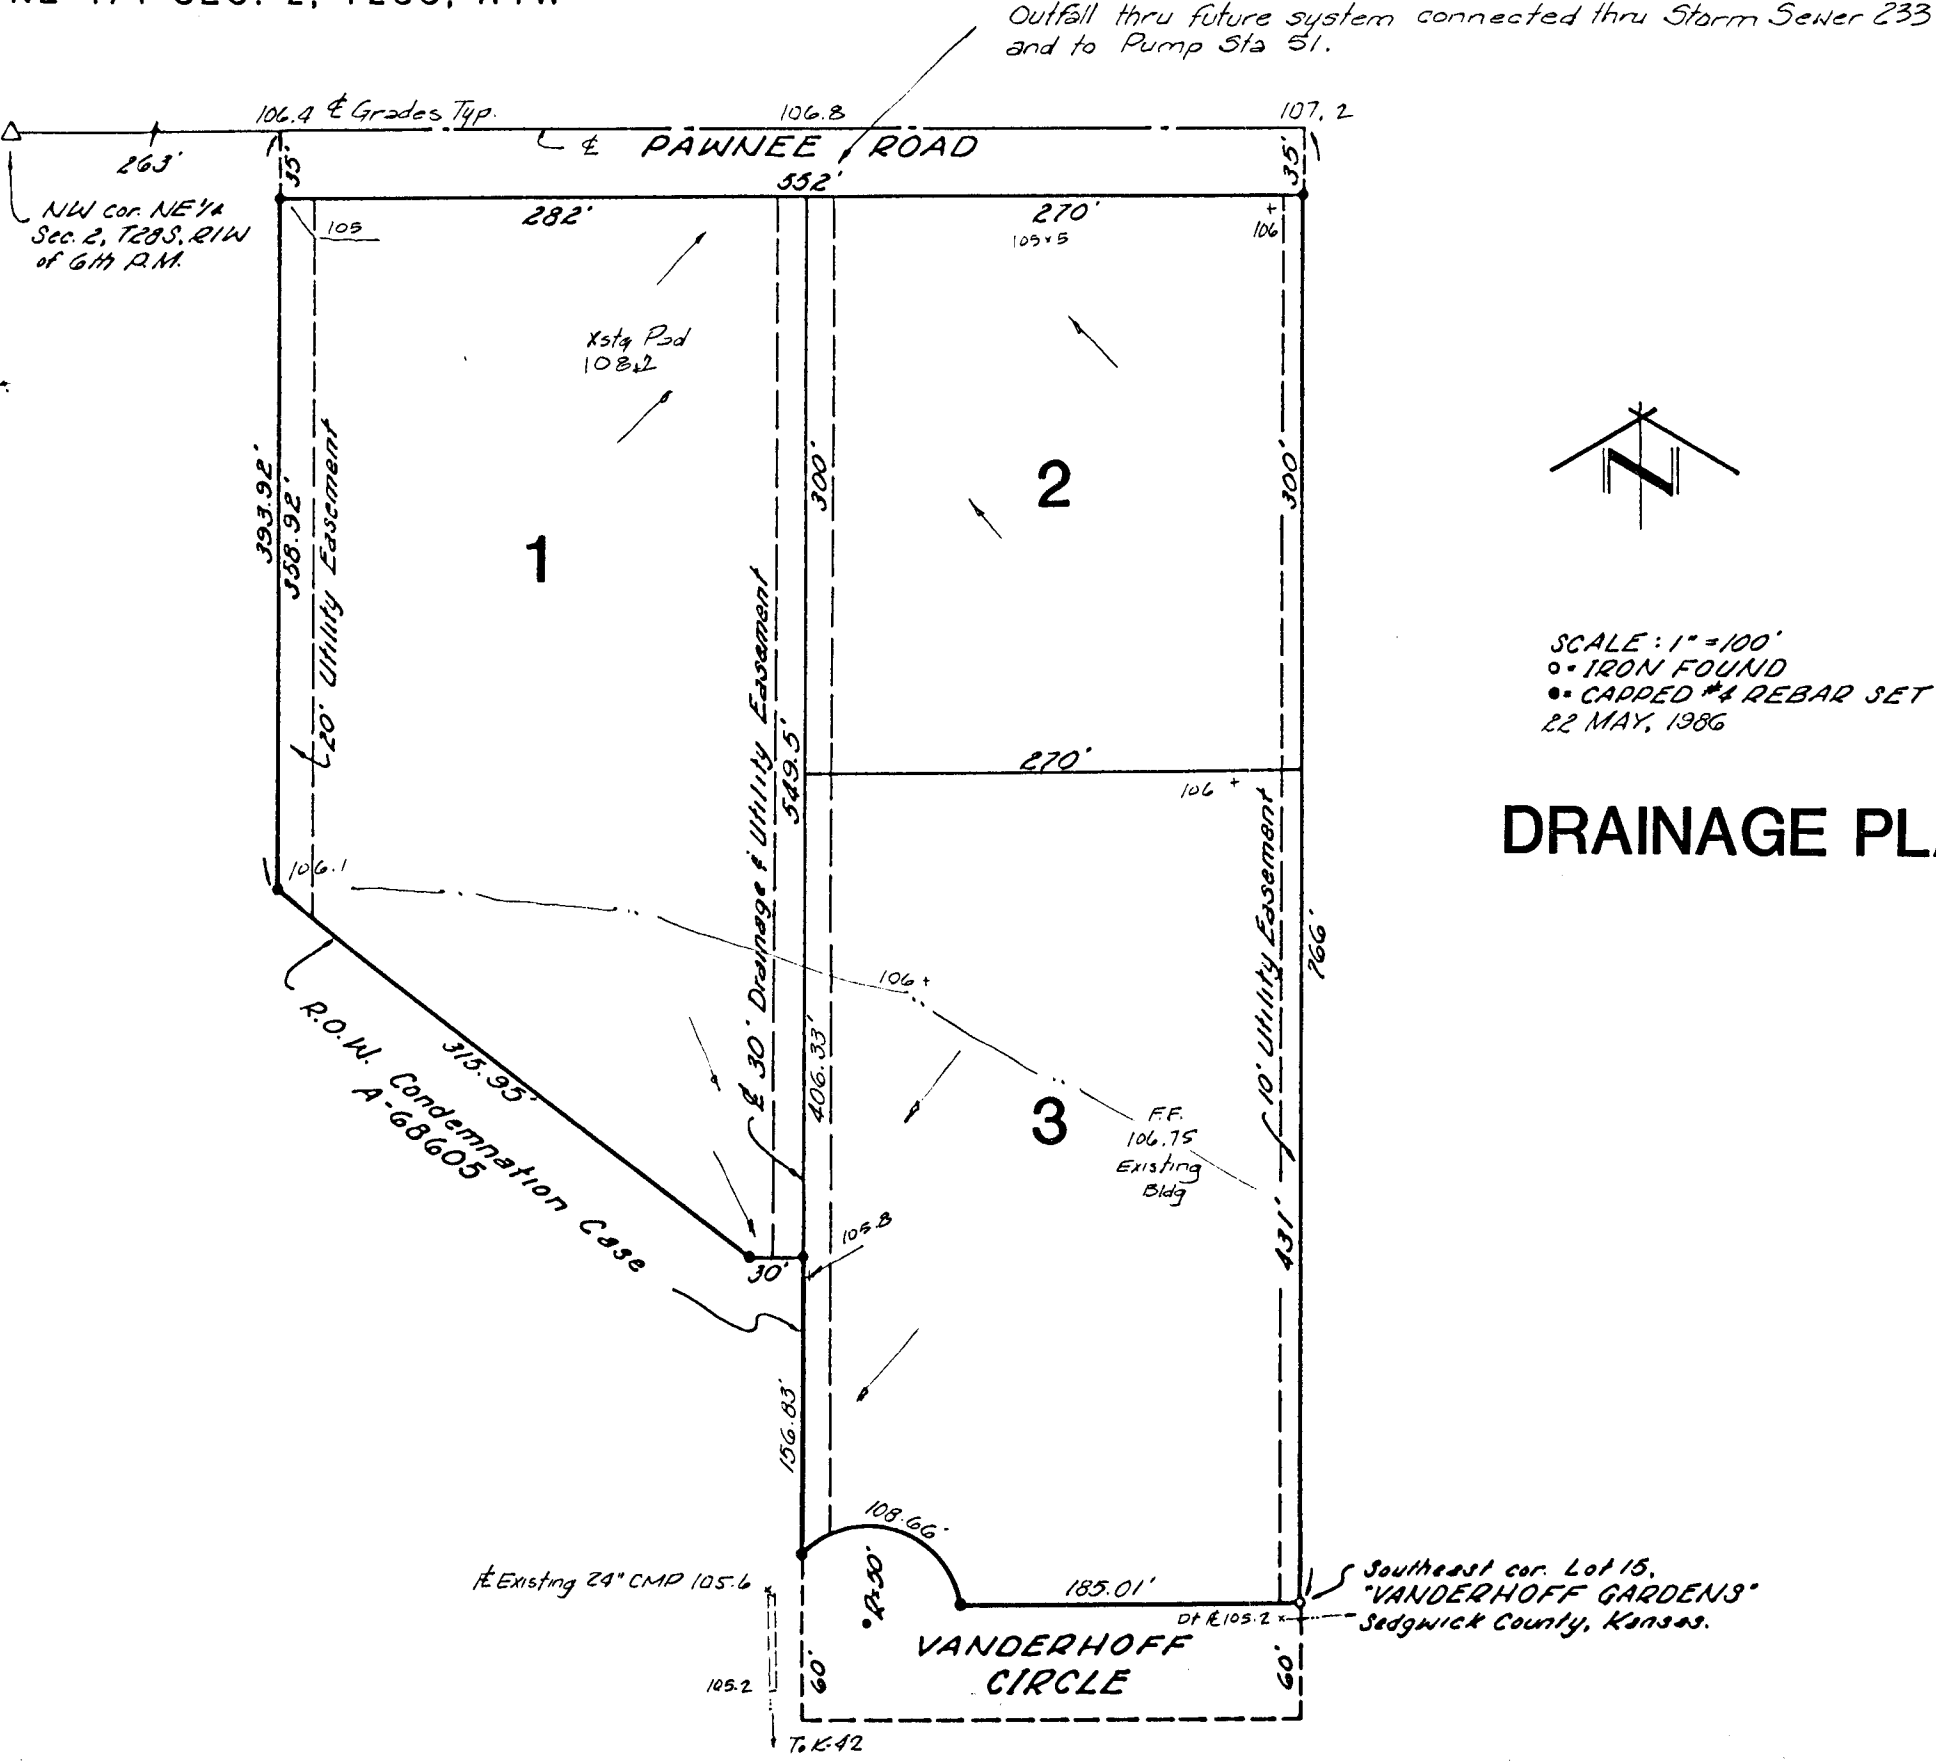 Outfall thru future system connected thru Storm Sewer 233
and to Pump Sta 51.
106.4 ℄ Grades Typ.
106.8
107.2
263'
35'
℄ PAWNEE ROAD
35'
552'
NW cor. NE 1/4
Sec. 2, T28S, R1W
of 6th P.M.
282'
270'
105
105x5
106
Xstg Pad
108.2
393.92'
358.92'
20' Utility Easement
300'
300'
1
2
SCALE : 1" = 100'
○ = IRON FOUND
● = CAPPED #4 REBAR SET
22 MAY, 1986
℄ 30' Drainage & Utility Easement
549.5'
270'
106 +
DRAINAGE
106.1
10' Utility Easement
766'
106 +
R.O.W. Condemnation Case
A-68605
315.95'
406.33'
3
F.F.
106.75
Existing
Bldg
431'
105.8
30'
156.83'
108.66'
Existing 24" CMP 105.6
R=50'
185.01'
105.2
Southeast cor. Lot 15,
"VANDERHOFF GARDENS"
Sedgwick County, Kansas.
VANDERHOFF
CIRCLE
105.2
60'
60'
To K-42